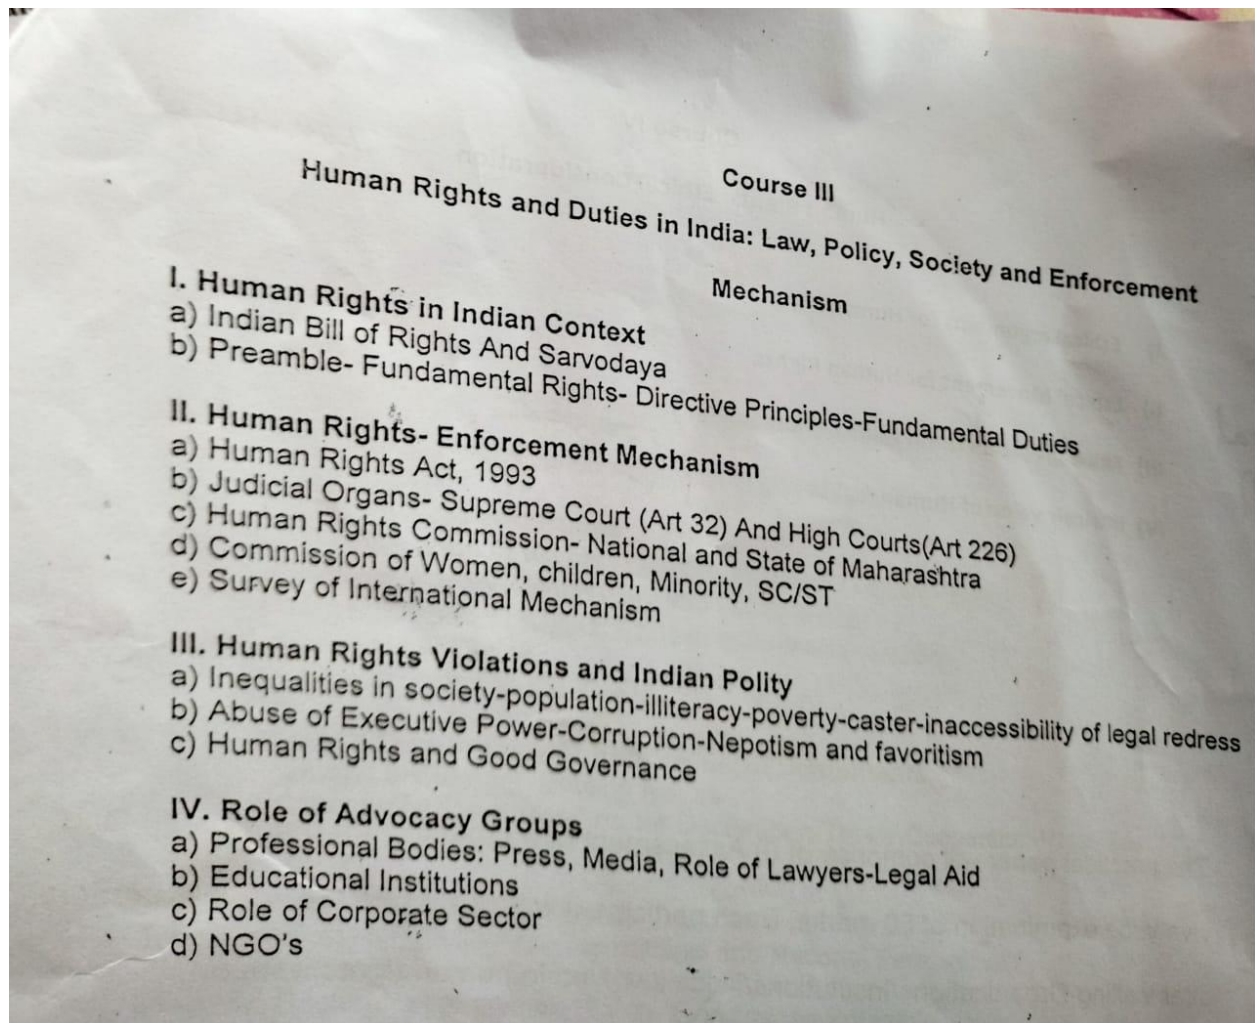 Course III
Human Rights and Duties in India: Law, Policy, Society and Enforcement
Mechanism
I. Human Rights in Indian Context
a) Indian Bill of Rights And Sarvodaya
b) Preamble- Fundamental Rights- Directive Principles-Fundamental Duties
II. Human Rights- Enforcement Mechanism
a) Human Rights Act, 1993
b) Judicial Organs- Supreme Court (Art 32) And High Courts(Art 226)
c) Human Rights Commission- National and State of Maharashtra
d) Commission of Women, children, Minority, SC/ST
e) Survey of International Mechanism
III. Human Rights Violations and Indian Polity
a) Inequalities in society-population-illiteracy-poverty-caster-inaccessibility of legal redress
b) Abuse of Executive Power-Corruption-Nepotism and favoritism
c) Human Rights and Good Governance
IV. Role of Advocacy Groups
a) Professional Bodies: Press, Media, Role of Lawyers-Legal Aid
b) Educational Institutions
c) Role of Corporate Sector
d) NGO's